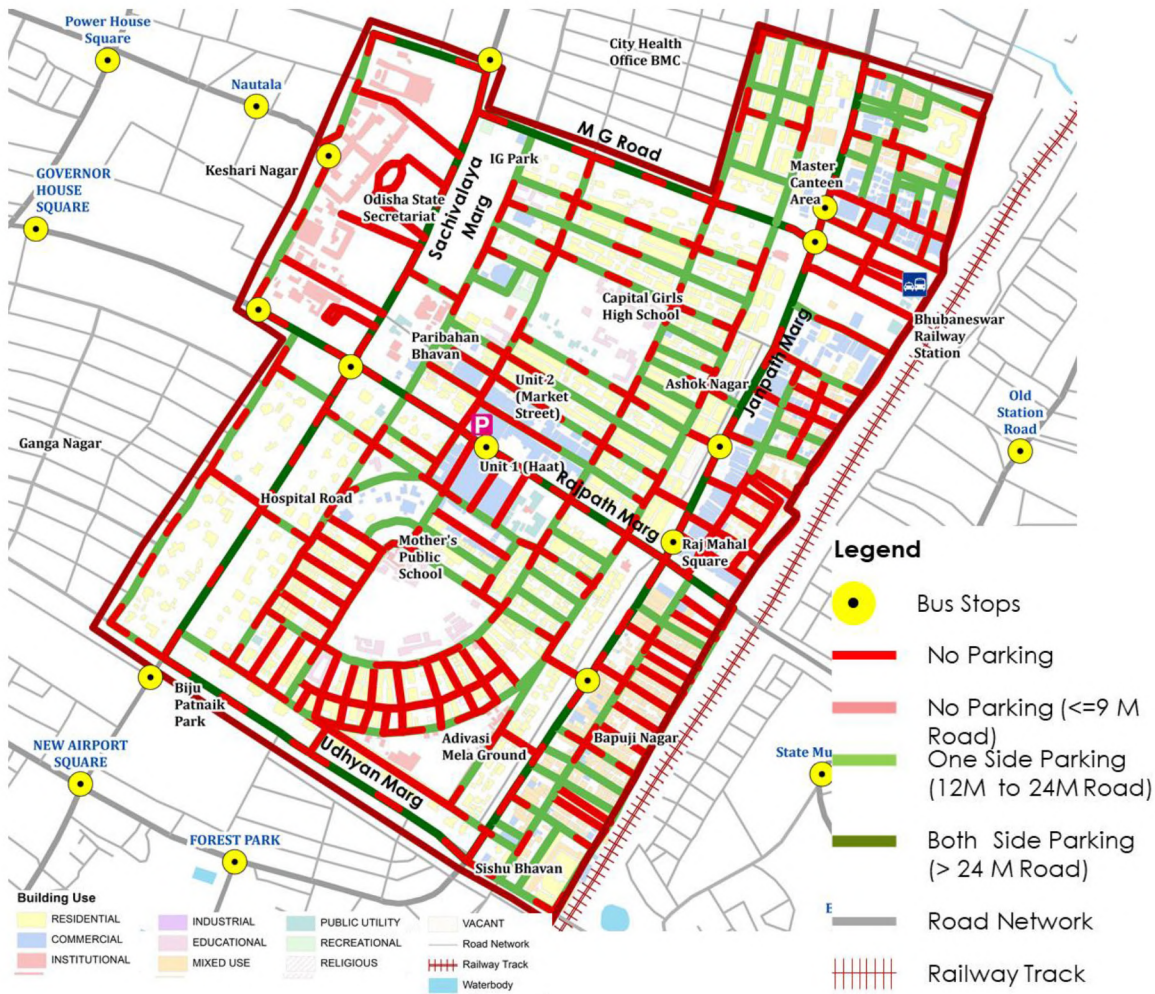 Power House
Square
City Health
Office BMC
Nautala
M G Road
Keshari Nagar
IG Park
Master
Canteen
Area
GOVERNOR
HOUSE
SQUARE
Odisha State
Secretariat
Sachivalaya
Marg
Capital Girls
High School
Bhubaneswar
Railway
Station
Paribahan
Bhavan
Janpath Marg
Unit-2
(Market
Street)
Ashok Nagar
Old
Station
Road
P
Ganga Nagar
Unit 1 (Haat)
Rajpath Marg
Hospital Road
Mother's
Public
School
Raj Mahal
Square
Biju
Patnaik
Park
Adivasi
Mela Ground
Bapuji Nagar
NEW AIRPORT
SQUARE
Udhyan Marg
State Mu
FOREST PARK
Sishu Bhavan
Legend
Bus Stops
No Parking
No Parking (<=9 M
Road)
One Side Parking
(12M to 24M Road)
Both Side Parking
(> 24 M Road)
Road Network
Railway Track
Building Use
RESIDENTIAL
COMMERCIAL
INSTITUTIONAL
INDUSTRIAL
EDUCATIONAL
MIXED USE
PUBLIC UTILITY
RECREATIONAL
RELIGIOUS
VACANT
Road Network
Railway Track
Waterbody